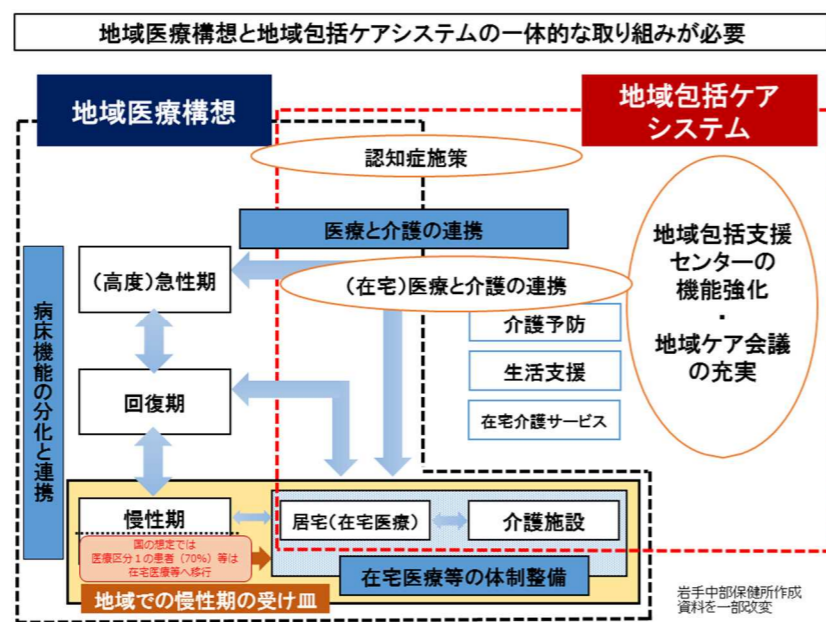 地域医療構想と地域包括ケアシステムの一体的な取り組みが必要
地域医療構想
地域包括ケア
システム
認知症施策
医療と介護の連携
(高度)急性期
(在宅)医療と介護の連携
地域包括支援
センターの
機能強化
・
地域ケア会議
の充実
病床機能の分化と連携
介護予防
生活支援
回復期
在宅介護サービス
慢性期
居宅(在宅医療)
介護施設
国の想定では
医療区分１の患者（70%）等は
在宅医療等へ移行
在宅医療等の体制整備
地域での慢性期の受け皿
岩手中部保健所作成
資料を一部改変